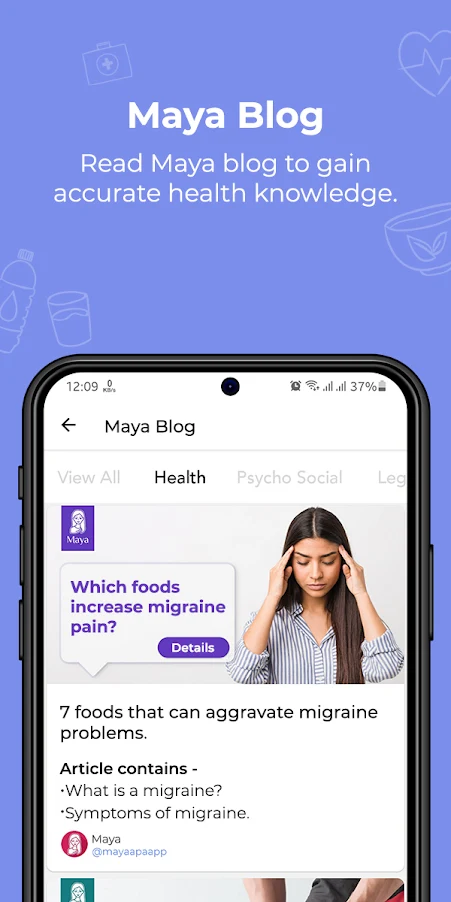 Maya Blog
Read Maya blog to gain
accurate health knowledge.
12:09 0 KB/s 37%
Maya Blog
View All Health Psycho Social Leg
Maya
Which foods
increase migraine
pain?
Details
7 foods that can aggravate migraine
problems.
Article contains -
•What is a migraine?
•Symptoms of migraine.
Maya
@mayaapaapp